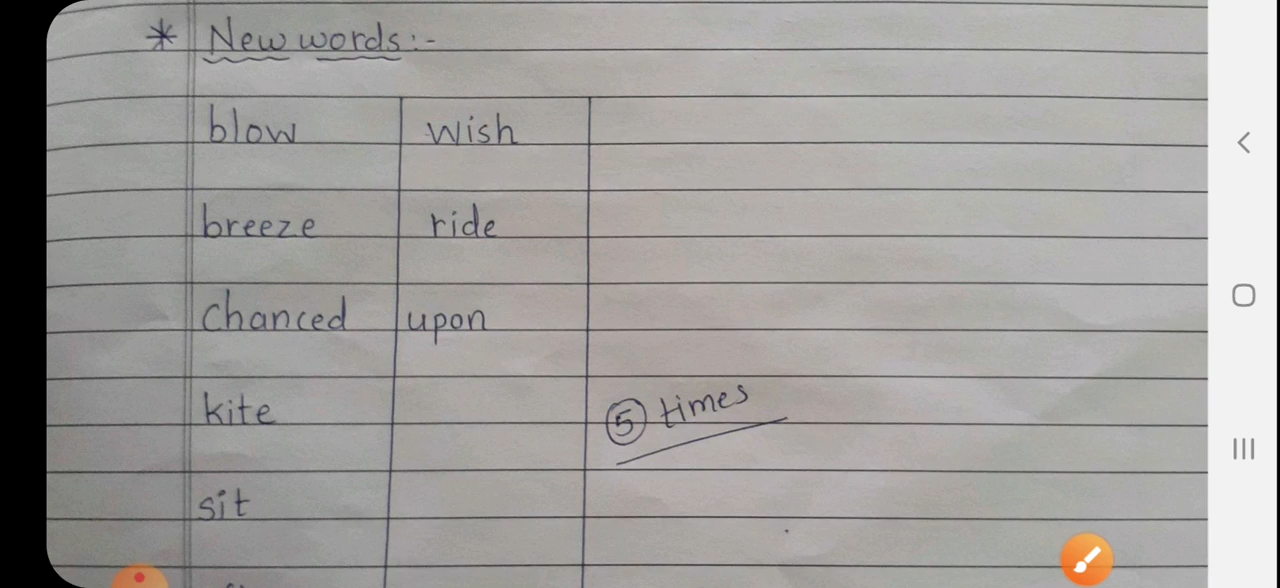 * New words :-
blow wish
breeze ride
chanced upon
kite
5 times
sit